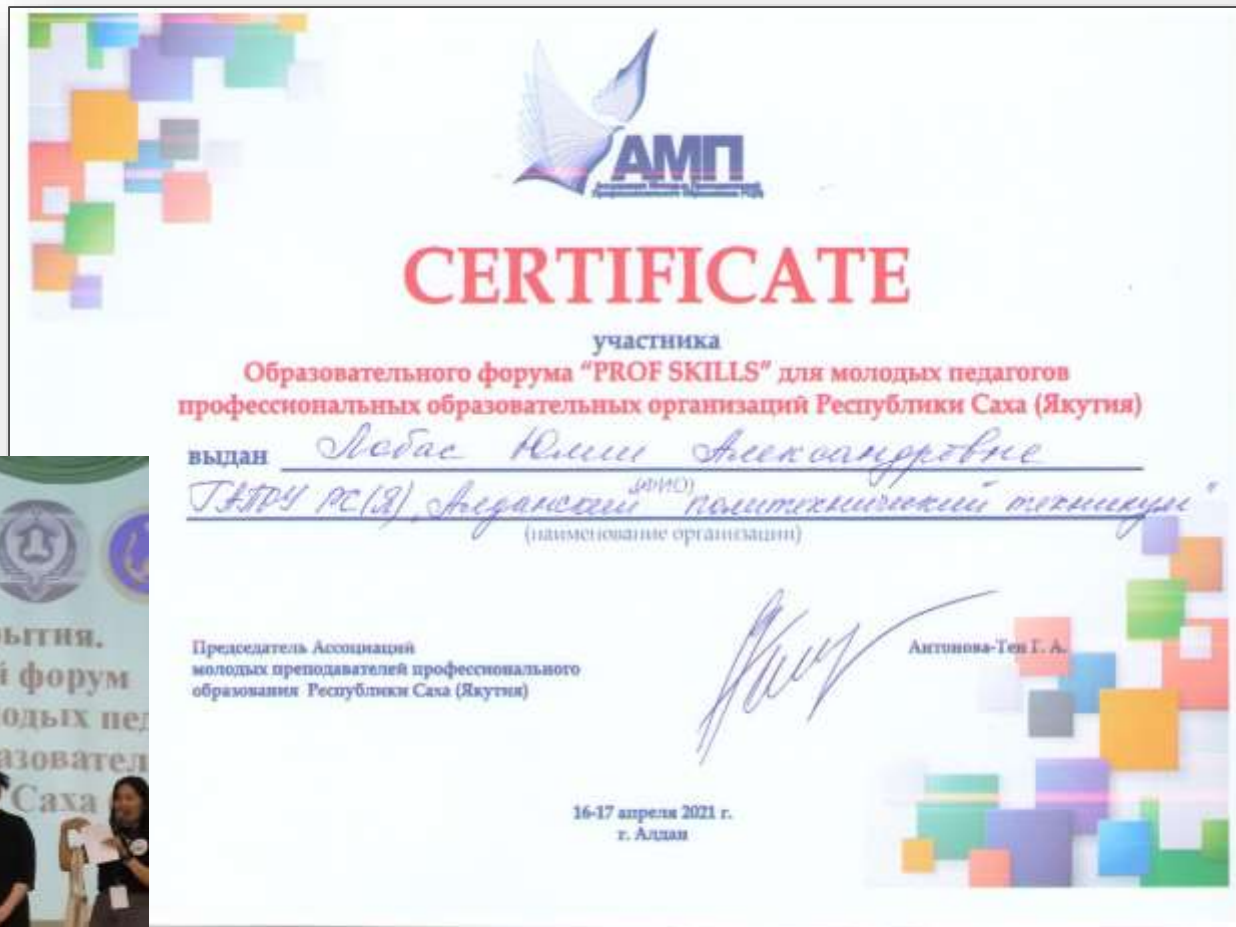 АМП
CERTIFICATE
участника
Образовательного форума "PROF SKILLS" для молодых педагогов
профессиональных образовательных организаций Республики Саха (Якутия)
выдан Лобас Юлии Александровне
(ФИО)
ГАПОУ РС(Я) „Алданский политехнический техникум"
(наименование организации)
Председатель Ассоциаций
молодых преподавателей профессионального
образования Республики Саха (Якутия)
Антонова-Тен Г. А.
16-17 апреля 2021 г.
г. Алдан
ытия.
й форум
одых пед
азовател
Саха